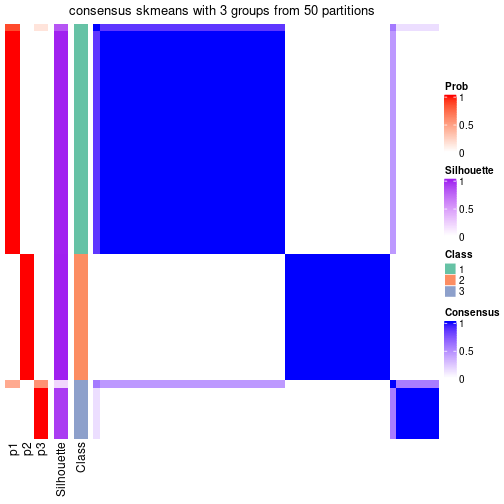 consensus skmeans with 3 groups from 50 partitions
Prob
1
0.5
0
Silhouette
1
0.5
0
Class
1
2
3
Consensus
1
0.5
0
p1
p2
p3
Silhouette
Class